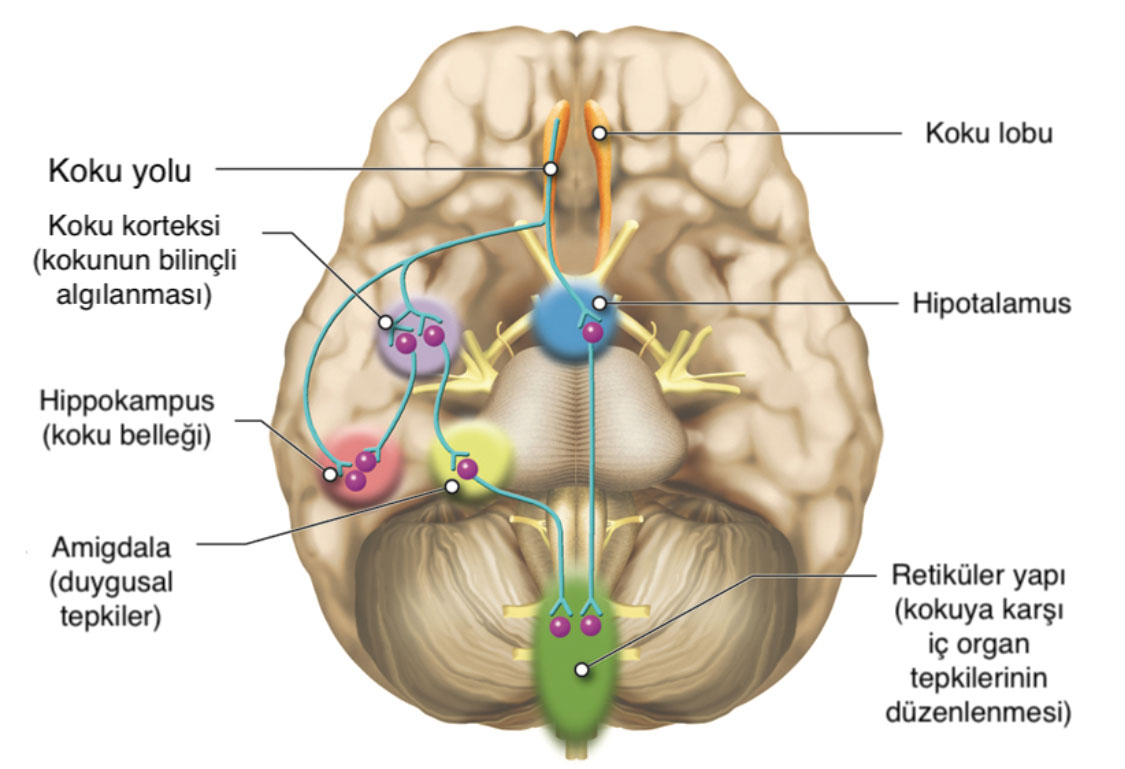 Koku lobu
Koku yolu
Koku korteksi
(kokunun bilinçli
algılanması)
Hipotalamus
Hippokampus
(koku belleği)
Amigdala
(duygusal
tepkiler)
Retiküler yapı
(kokuya karşı
iç organ
tepkilerinin
düzenlenmesi)